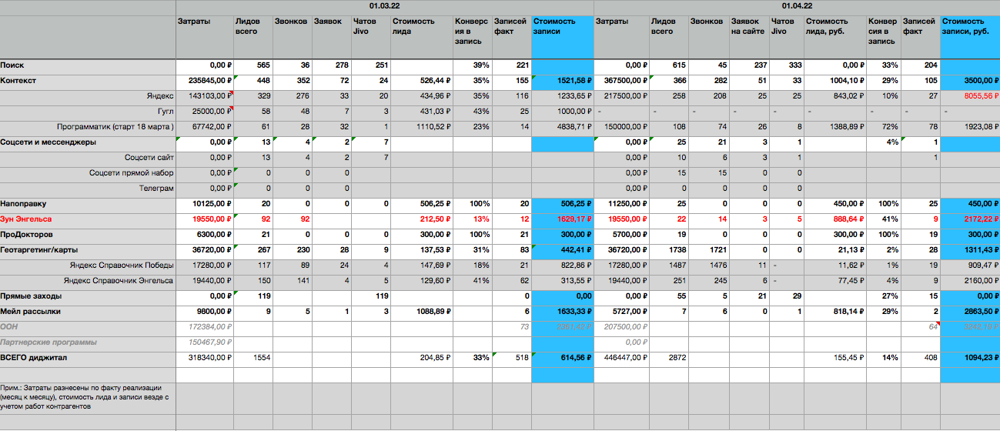 01.03.22 01.04.22
Затраты Лидов всего Звонков Заявок Чатов Jivo Стоимость лида Конверсия в запись Записей факт Стоимость записи Затраты Лидов всего Звонков Заявок на сайте Чатов Jivo Стоимость лида, руб. Конверсия в запись Записей факт Стоимость записи, руб.
Поиск 0,00 ₽ 565 36 278 251 39% 221 0,00 ₽ 615 45 237 333 0,00 ₽ 33% 204
Контекст 235845,00 ₽ 448 352 72 24 526,44 ₽ 35% 155 1521,58 ₽ 367500,00 ₽ 366 282 51 33 1004,10 ₽ 29% 105 3500,00 ₽
Яндекс 143103,00 ₽ 329 276 33 20 434,96 ₽ 35% 116 1233,65 ₽ 217500,00 ₽ 258 208 25 25 843,02 ₽ 10% 27 8055,56 ₽
Гугл 25000,00 ₽ 58 48 7 3 431,03 ₽ 43% 25 1000,00 ₽ - - - - - - - - -
Программатик (старт 18 марта ) 67742,00 ₽ 61 28 32 1 1110,52 ₽ 23% 14 4838,71 ₽ 150000,00 ₽ 108 74 26 8 1388,89 ₽ 72% 78 1923,08 ₽
Соцсети и мессенджеры 0,00 ₽ 13 4 2 7 0,00 ₽ 25 21 3 1 4% 1
Соцсети сайт 0,00 ₽ 13 4 2 7 0,00 ₽ 10 6 3 1 1
Соцсети прямой набор 0,00 ₽ 0 0 0 0,00 ₽ 15 15 0 0
Телеграм 0,00 ₽ 0 0 0 0,00 ₽ 0 0 0
Напоправку 10125,00 ₽ 20 0 0 0 506,25 ₽ 100% 20 506,25 ₽ 11250,00 ₽ 25 0 0 0 450,00 ₽ 100% 25 450,00 ₽
Зун Энгельса 19550,00 ₽ 92 92 212,50 ₽ 13% 12 1629,17 ₽ 19550,00 ₽ 22 14 3 5 888,64 ₽ 41% 9 2172,22 ₽
ПроДокторов 6300,00 ₽ 21 0 0 0 300,00 ₽ 100% 21 300,00 ₽ 5700,00 ₽ 19 0 0 0 300,00 ₽ 100% 19 300,00 ₽
Геотаргетинг/карты 36720,00 ₽ 267 230 28 9 137,53 ₽ 31% 83 442,41 ₽ 36720,00 ₽ 1738 1721 0 0 21,13 ₽ 2% 28 1311,43 ₽
Яндекс Справочник Победы 17280,00 ₽ 117 89 24 4 147,69 ₽ 18% 21 822,86 ₽ 17280,00 ₽ 1487 1476 11 - 11,62 ₽ 1% 19 909,47 ₽
Яндекс Справочник Энгельса 19440,00 ₽ 150 141 4 5 129,60 ₽ 41% 62 313,55 ₽ 19440,00 ₽ 251 245 6 - 77,45 ₽ 4% 9 2160,00 ₽
Прямые заходы 0,00 ₽ 119 119 0 0,00 0,00 ₽ 55 5 21 29 27% 15 0,00 ₽
Мейл рассылки 9800,00 ₽ 9 5 1 3 1088,89 ₽ 6 1633,33 ₽ 5727,00 ₽ 7 6 0 1 818,14 ₽ 29% 2 2863,50 ₽
ООН 172384,00 ₽ 73 207500,00 ₽ 64
Партнерские программы 150467,90 ₽ 0,00 ₽
ВСЕГО диджитал 318340,00 ₽ 1554 204,85 ₽ 33% 518 614,56 ₽ 446447,00 ₽ 2872 155,45 ₽ 14% 408 1094,23 ₽
Прим.: Затраты разнесены по факту реализации
(месяц к месяцу), стоимость лида и записи везде с
учетом работ контрагентов